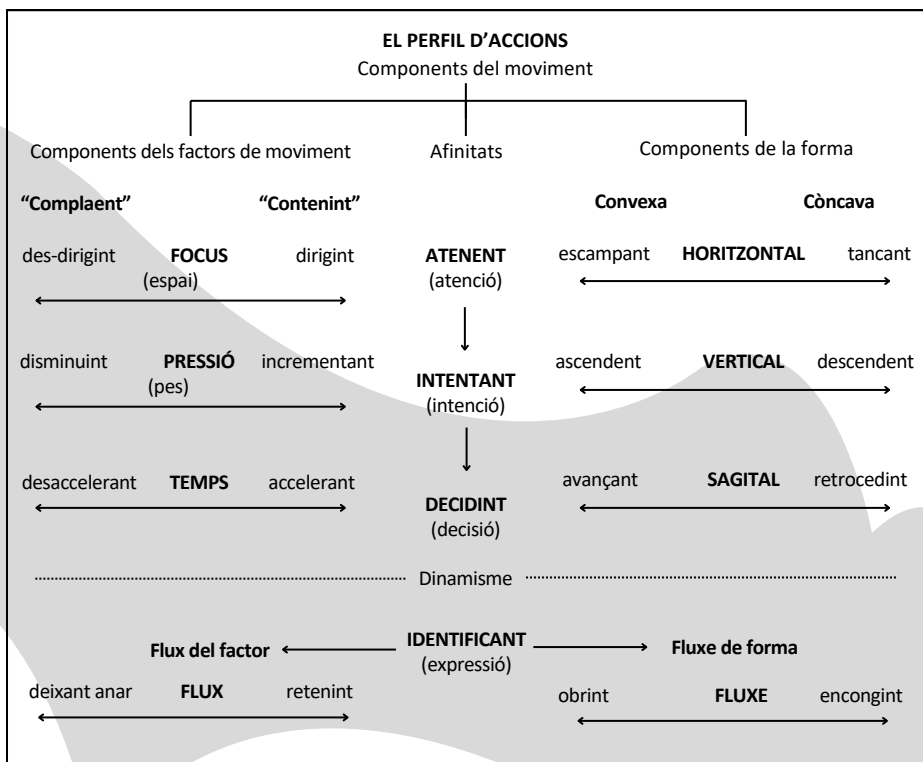 EL PERFIL D’ACCIONS
Components del moviment
Components dels factors de moviment Afinitats Components de la forma
“Complaent” “Contenint” Convexa Còncava
des-dirigint FOCUS dirigint ATENENT escampant HORITZONTAL tancant
(espai) (atenció)
disminuint PRESSIÓ incrementant INTENTANT ascendent VERTICAL descendent
(pes) (intenció)
desaccelerant TEMPS accelerant DECIDINT avançant SAGITAL retrocedint
(decisió)
Dinamisme
Flux del factor IDENTIFICANT Fluxe de forma
(expressió)
deixant anar FLUX retenint obrint FLUXE encongint